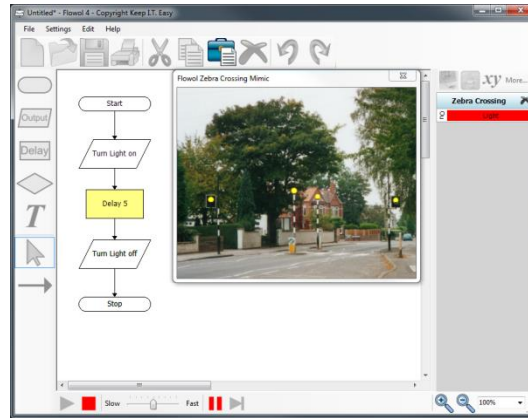 Untitled* - Flowol 4 - Copyright Keep I.T. Easy
File Settings Edit Help
xy More...
Output
Delay
T
Start
Turn Light on
Delay 5
Turn Light off
Stop
Flowol Zebra Crossing Mimic
Zebra Crossing
Light
Slow Fast
100%